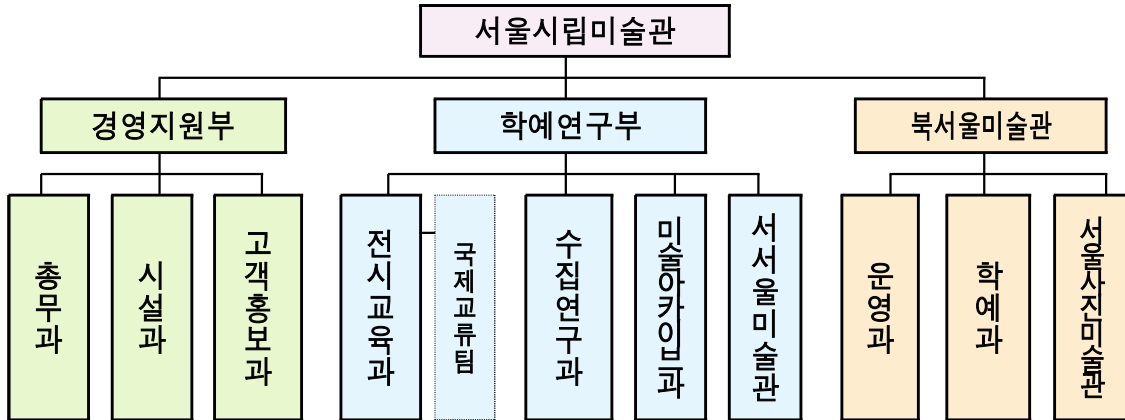 서울시립미술관
경영지원부
학예연구부
북서울미술관
총무과
시설과
고객홍보과
전시교육과
국제교류팀
수집연구과
미술아카이브과
서서울미술관
운영과
학예과
서울사진미술관